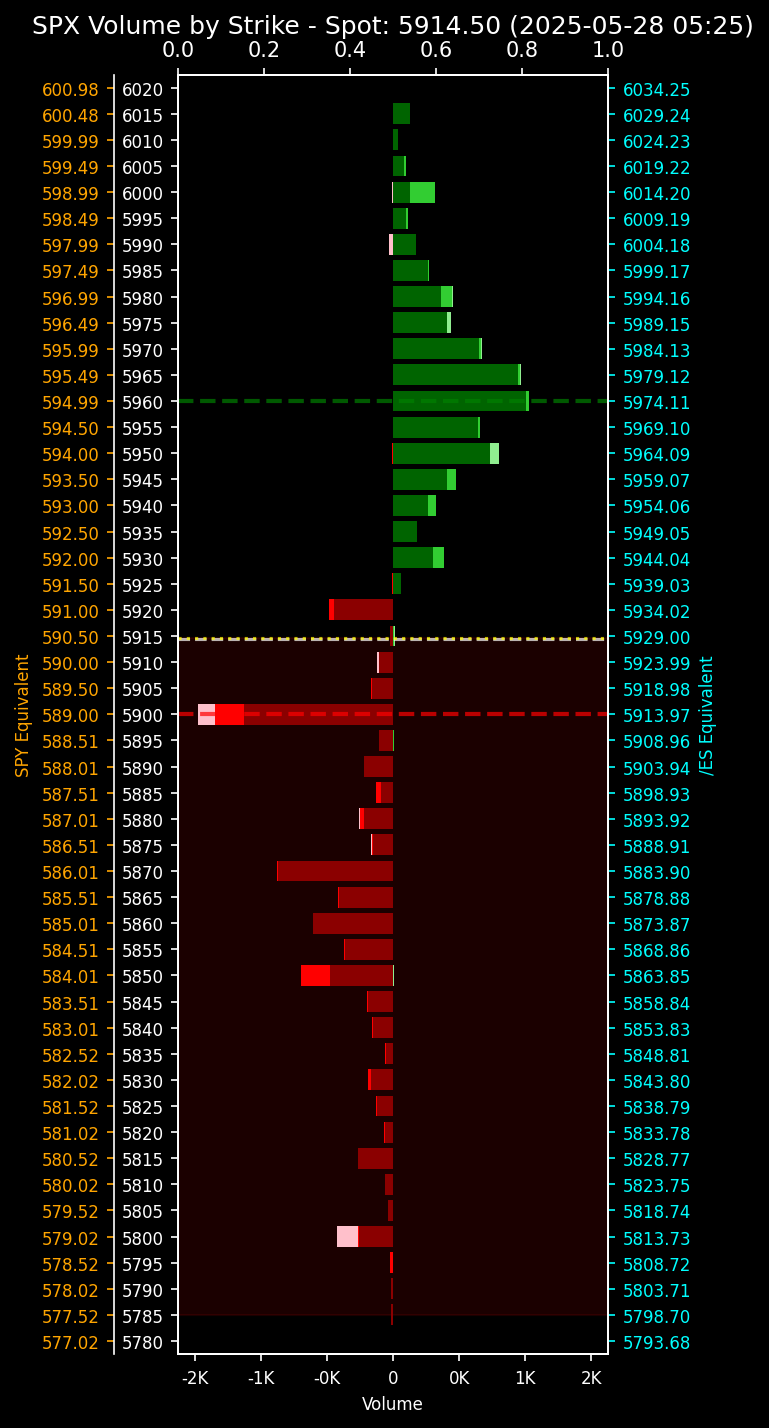 SPX Volume by Strike - Spot: 5914.50 (2025-05-28 05:25)
0.0 0.2 0.4 0.6 0.8 1.0
600.98 6020 6034.25
600.48 6015 6029.24
599.99 6010 6024.23
599.49 6005 6019.22
598.99 6000 6014.20
598.49 5995 6009.19
597.99 5990 6004.18
597.49 5985 5999.17
596.99 5980 5994.16
596.49 5975 5989.15
595.99 5970 5984.13
595.49 5965 5979.12
594.99 5960 5974.11
594.50 5955 5969.10
594.00 5950 5964.09
593.50 5945 5959.07
593.00 5940 5954.06
592.50 5935 5949.05
592.00 5930 5944.04
591.50 5925 5939.03
591.00 5920 5934.02
590.50 5915 5929.00
590.00 5910 5923.99
589.50 5905 5918.98
589.00 5900 5913.97
588.51 5895 5908.96
588.01 5890 5903.94
587.51 5885 5898.93
587.01 5880 5893.92
586.51 5875 5888.91
586.01 5870 5883.90
585.51 5865 5878.88
585.01 5860 5873.87
584.51 5855 5868.86
584.01 5850 5863.85
583.51 5845 5858.84
583.01 5840 5853.83
582.52 5835 5848.81
582.02 5830 5843.80
581.52 5825 5838.79
581.02 5820 5833.78
580.52 5815 5828.77
580.02 5810 5823.75
579.52 5805 5818.74
579.02 5800 5813.73
578.52 5795 5808.72
578.02 5790 5803.71
577.52 5785 5798.70
577.02 5780 5793.68
SPY Equivalent
/ES Equivalent
-2K -1K -0K 0 0K 1K 2K
Volume